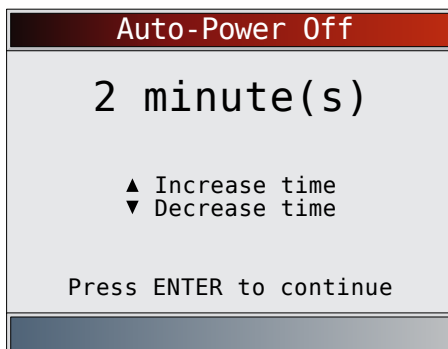 Auto-Power Off
2 minute(s)
▲ Increase time
▼ Decrease time
Press ENTER to continue